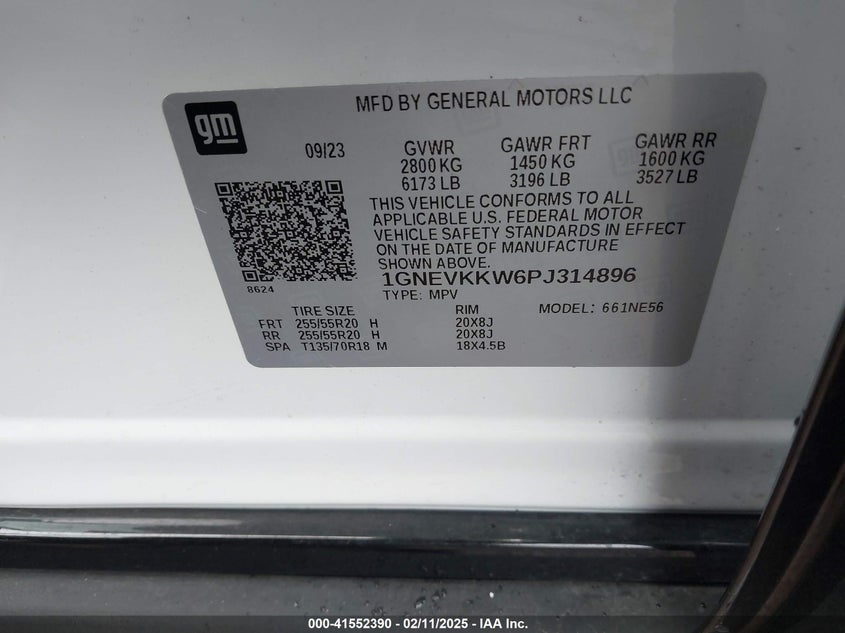 gm
MFD BY GENERAL MOTORS LLC
09/23
GVWR GAWR FRT GAWR RR
2800 KG 1450 KG 1600 KG
6173 LB 3196 LB 3527 LB
THIS VEHICLE CONFORMS TO ALL
APPLICABLE U.S. FEDERAL MOTOR
VEHICLE SAFETY STANDARDS IN EFFECT
ON THE DATE OF MANUFACTURE
SHOWN ABOVE.
8624
1GNEVKKW6PJ314896
TYPE: MPV
TIRE SIZE RIM MODEL: 661NE56
FRT 255/55R20 H 20X8J
RR 255/55R20 H 20X8J
SPA T135/70R18 M 18X4.5B
000-41552390 - 02/11/2025 - IAA Inc.